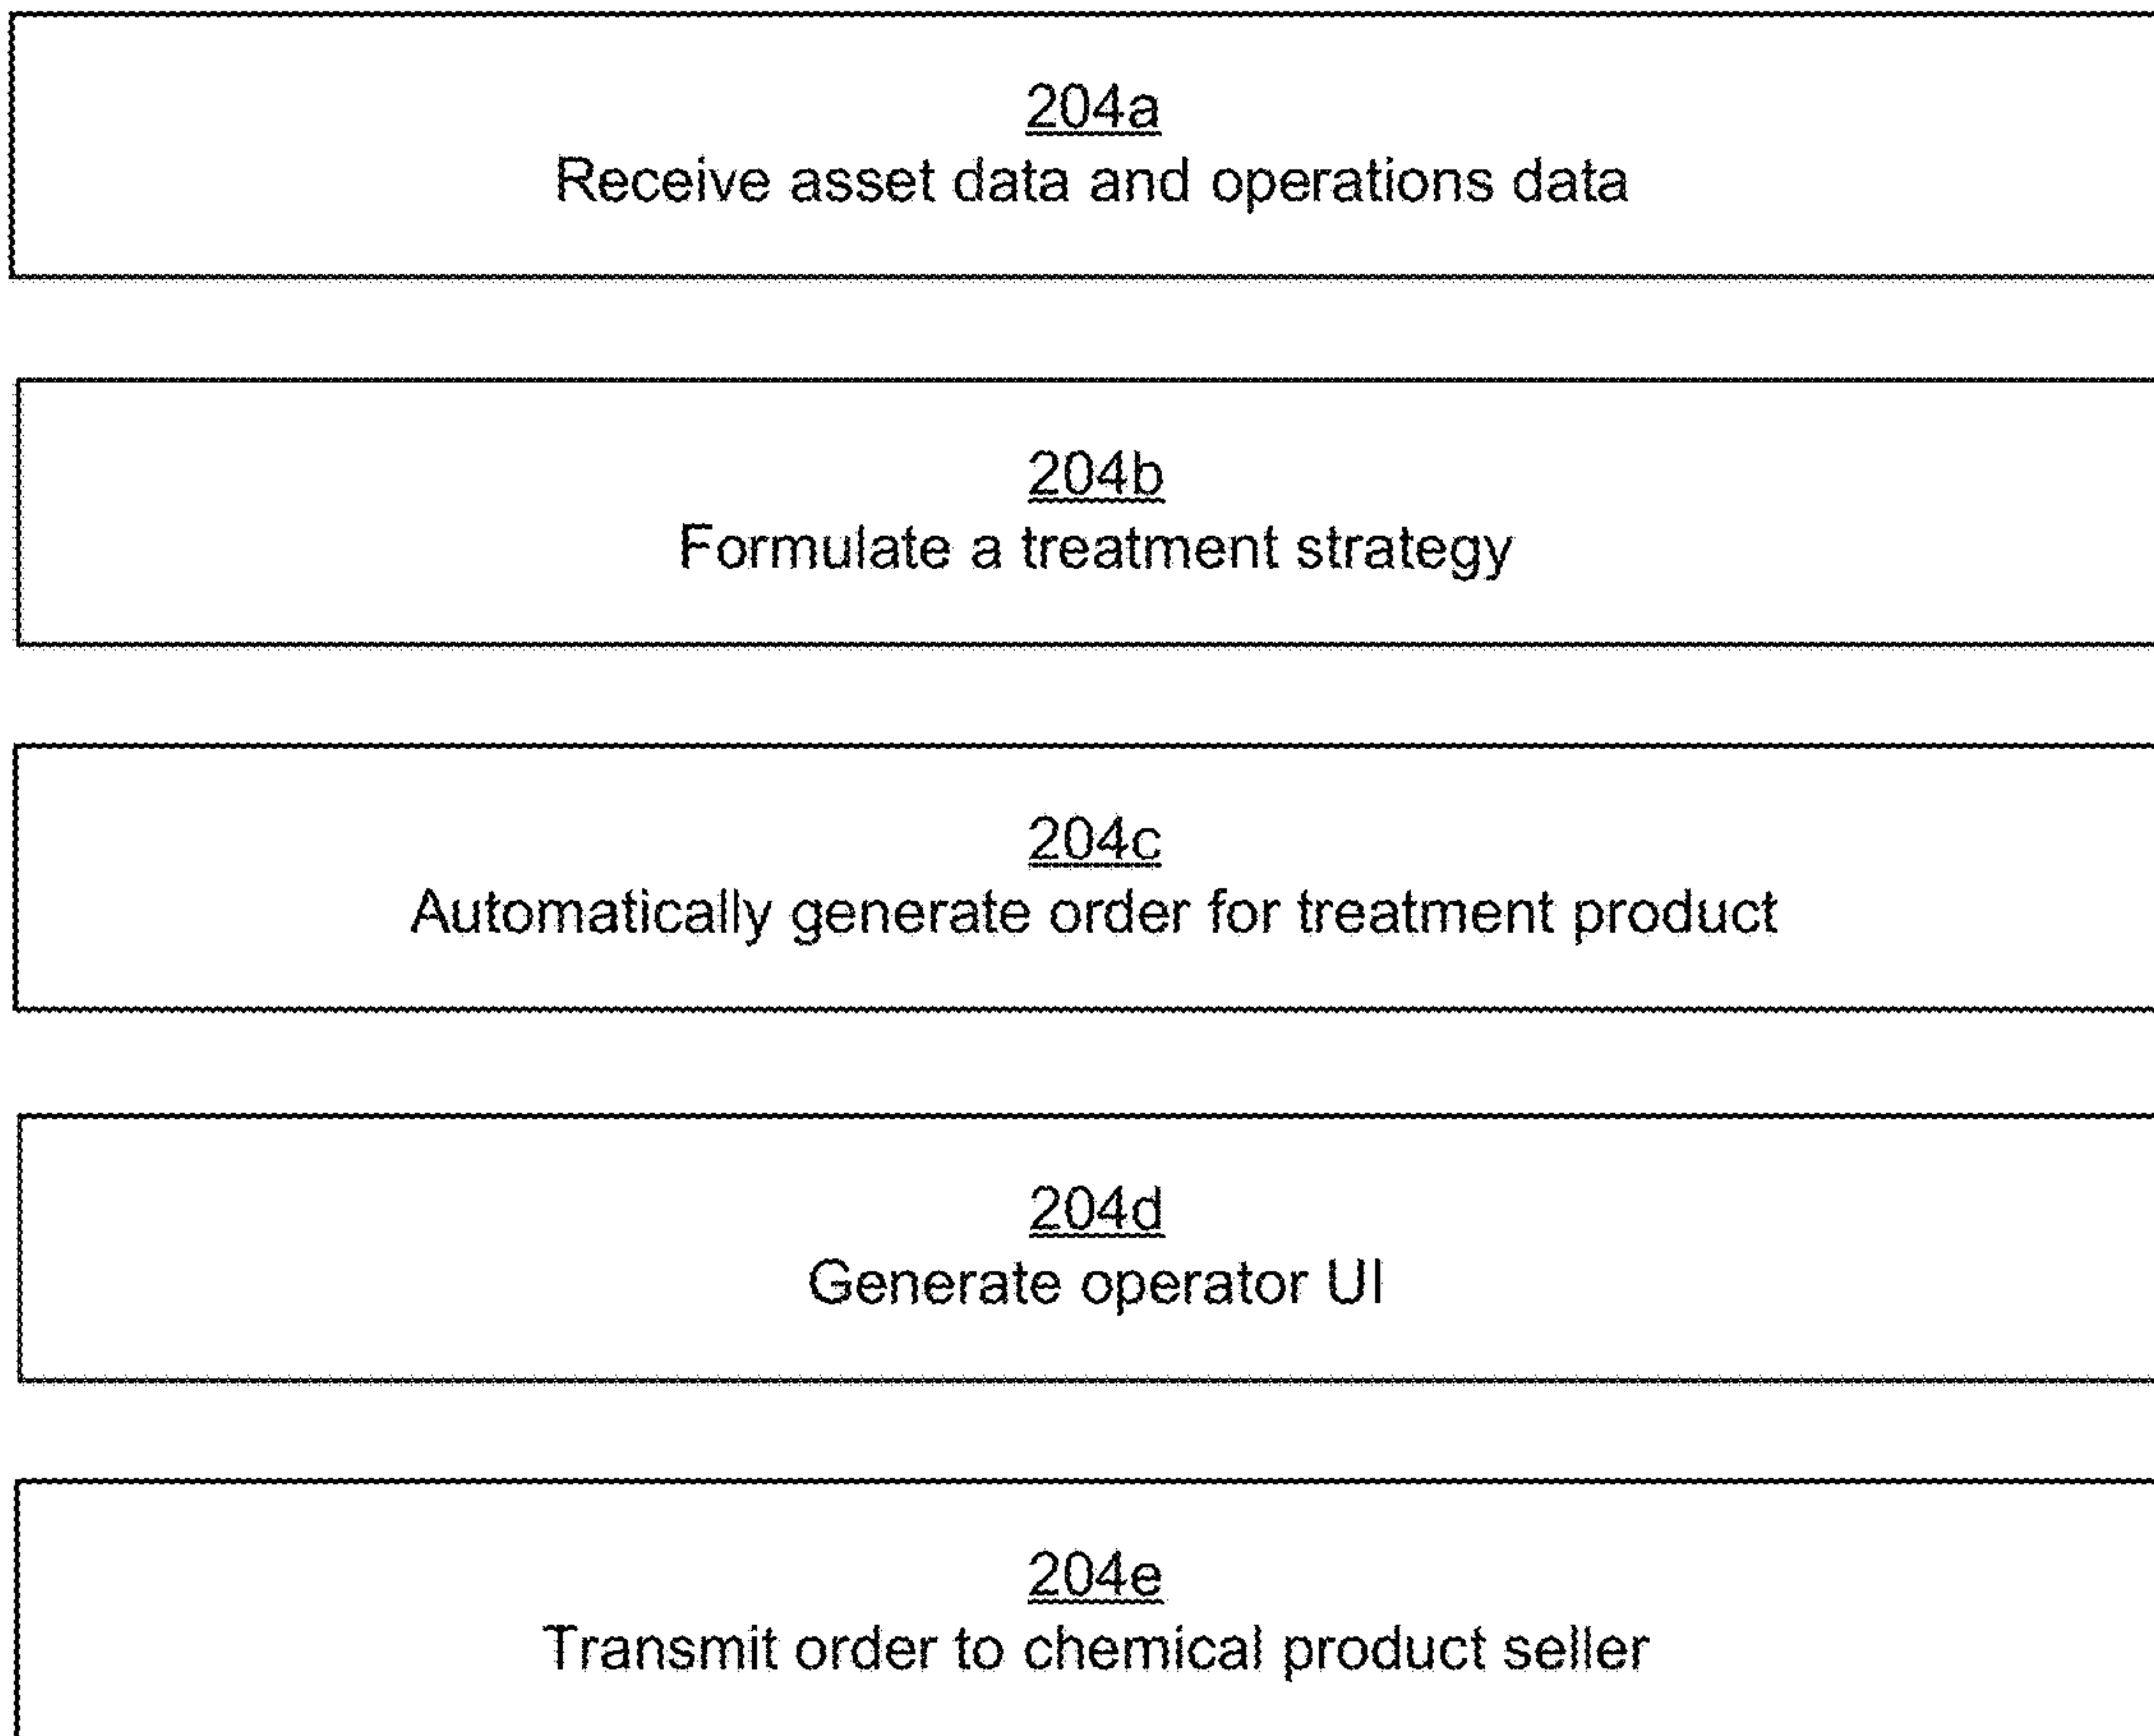 204a
Receive asset data and operations data
204b
Formulate a treatment strategy
204c
Automatically generate order for treatment product
204d
Generate operator UI
204e
Transmit order to chemical product seller